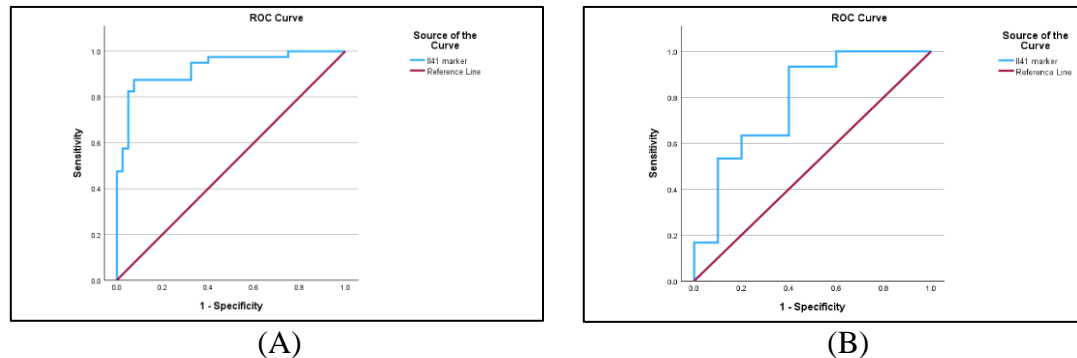 ROC Curve
Source of the
Curve
Il41 marker
Reference Line
1.0
0.8
0.6
0.4
0.2
0.0
Sensitivity
0.0 0.2 0.4 0.6 0.8 1.0
1 - Specificity
(A)
ROC Curve
Source of the
Curve
Il41 marker
Reference Line
1.0
0.8
0.6
0.4
0.2
0.0
Sensitivity
0.0 0.2 0.4 0.6 0.8 1.0
1 - Specificity
(B)